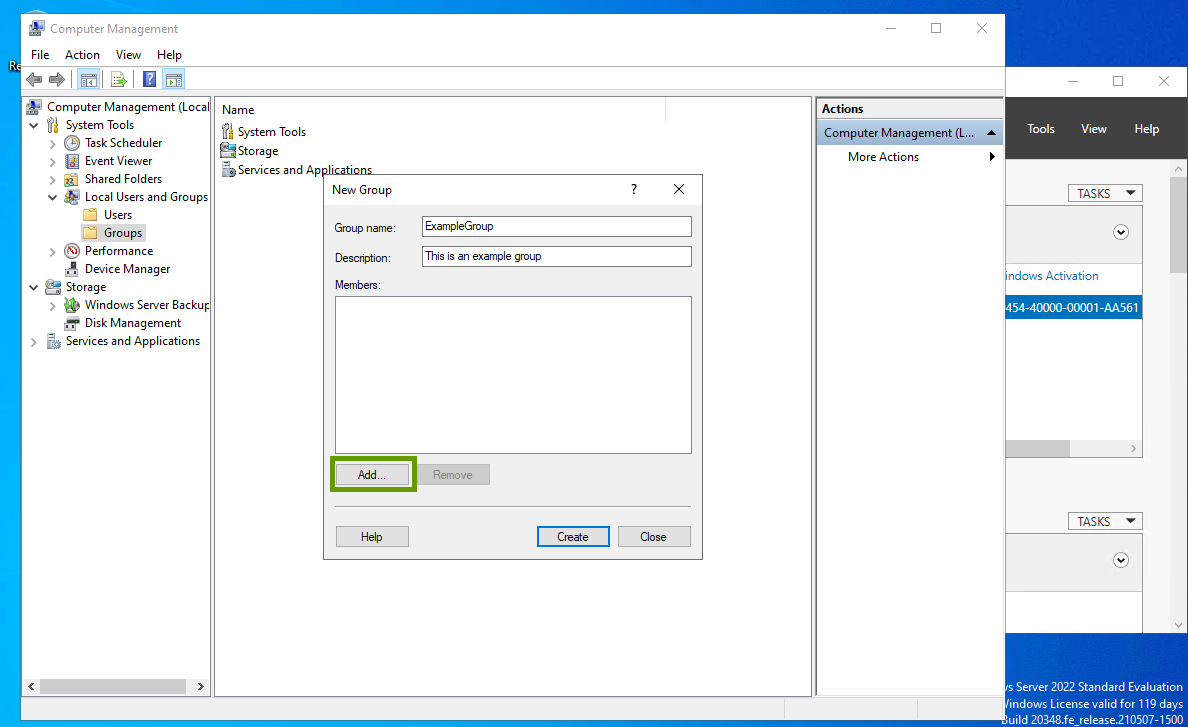 Computer Management
File Action View Help
Computer Management (Local
System Tools
Task Scheduler
Event Viewer
Shared Folders
Local Users and Groups
Users
Groups
Performance
Device Manager
Storage
Windows Server Backup
Disk Management
Services and Applications
Name
System Tools
Storage
Services and Applications
New Group
?
Group name:
ExampleGroup
Description:
This is an example group
Members:
Add...
Remove
Help
Create
Close
Actions
Computer Management (L...
More Actions
Tools View Help
TASKS
indows Activation
454-40000-00001-AA561
TASKS
Re
vs Server 2022 Standard Evaluation
Windows License valid for 119 days
Build 20348.fe_release.210507-1500